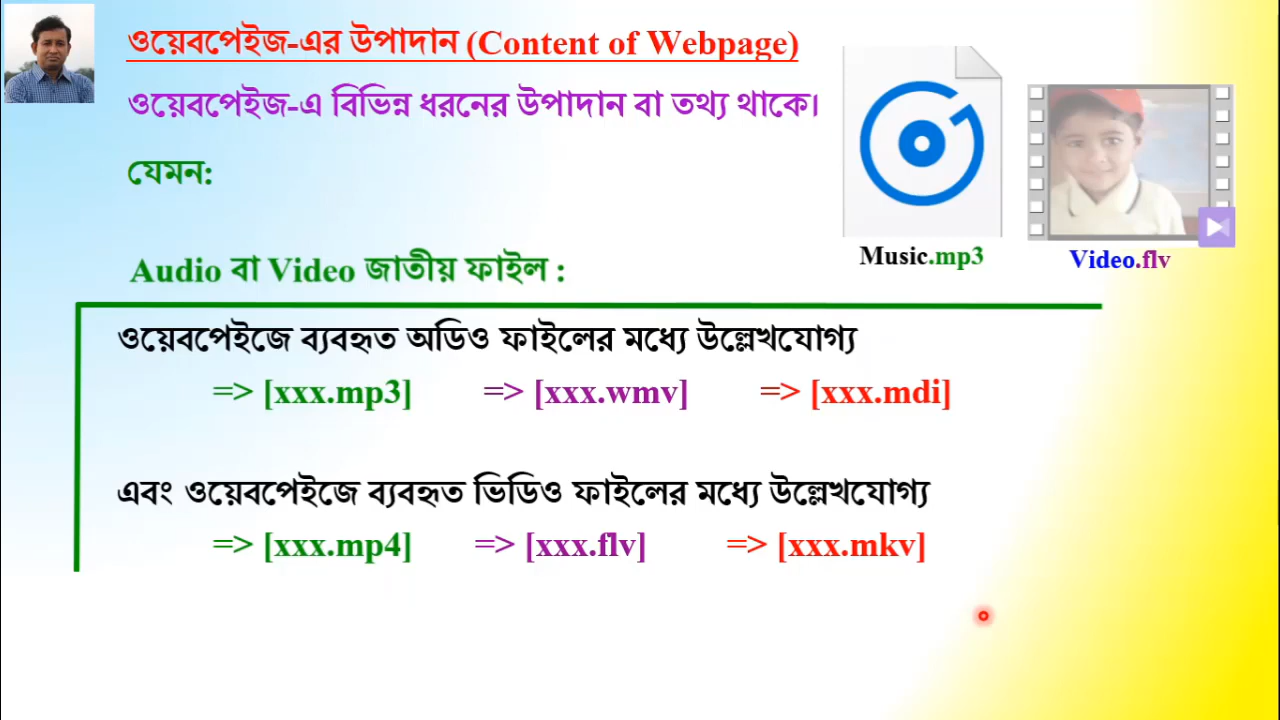 ওয়েবপেইজ-এর উপাদান (Content of Webpage)
ওয়েবপেইজ-এ বিভিন্ন ধরনের উপাদান বা তথ্য থাকে।
যেমন:
Music.mp3
Video.flv
Audio বা Video জাতীয় ফাইল :
ওয়েবপেইজে ব্যবহৃত অডিও ফাইলের মধ্যে উল্লেখযোগ্য
=> [xxx.mp3] => [xxx.wmv] => [xxx.mdi]
এবং ওয়েবপেইজে ব্যবহৃত ভিডিও ফাইলের মধ্যে উল্লেখযোগ্য
=> [xxx.mp4] => [xxx.flv] => [xxx.mkv]